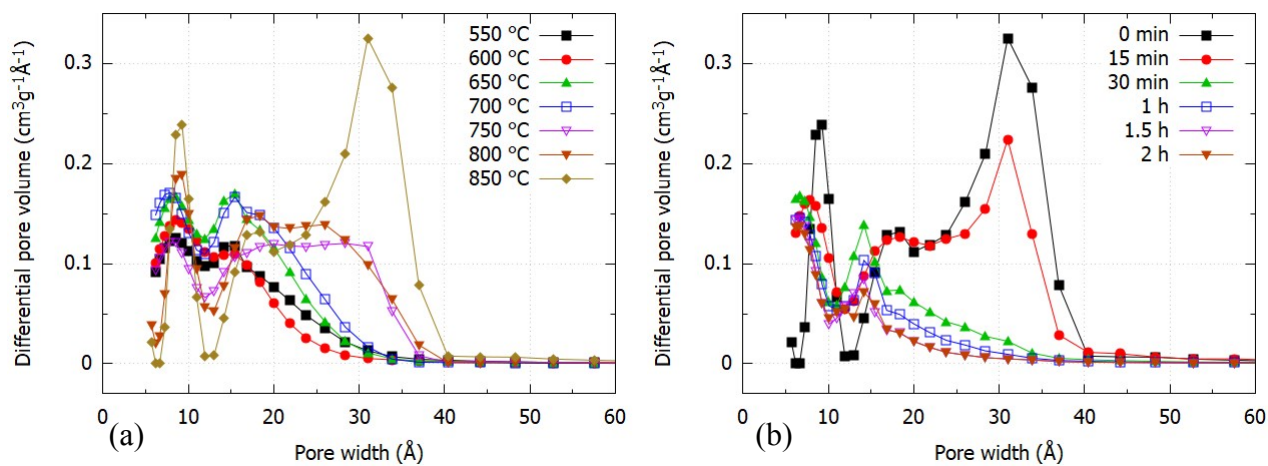 Differential pore volume (cm³g⁻¹Å⁻¹)
0.3
0.2
0.1
0
550 °C
600 °C
650 °C
700 °C
750 °C
800 °C
850 °C
0 10 20 30 40 50 60
Pore width (Å)
(a)
Differential pore volume (cm³g⁻¹Å⁻¹)
0.3
0.2
0.1
0
0 min
15 min
30 min
1 h
1.5 h
2 h
0 10 20 30 40 50 60
Pore width (Å)
(b)